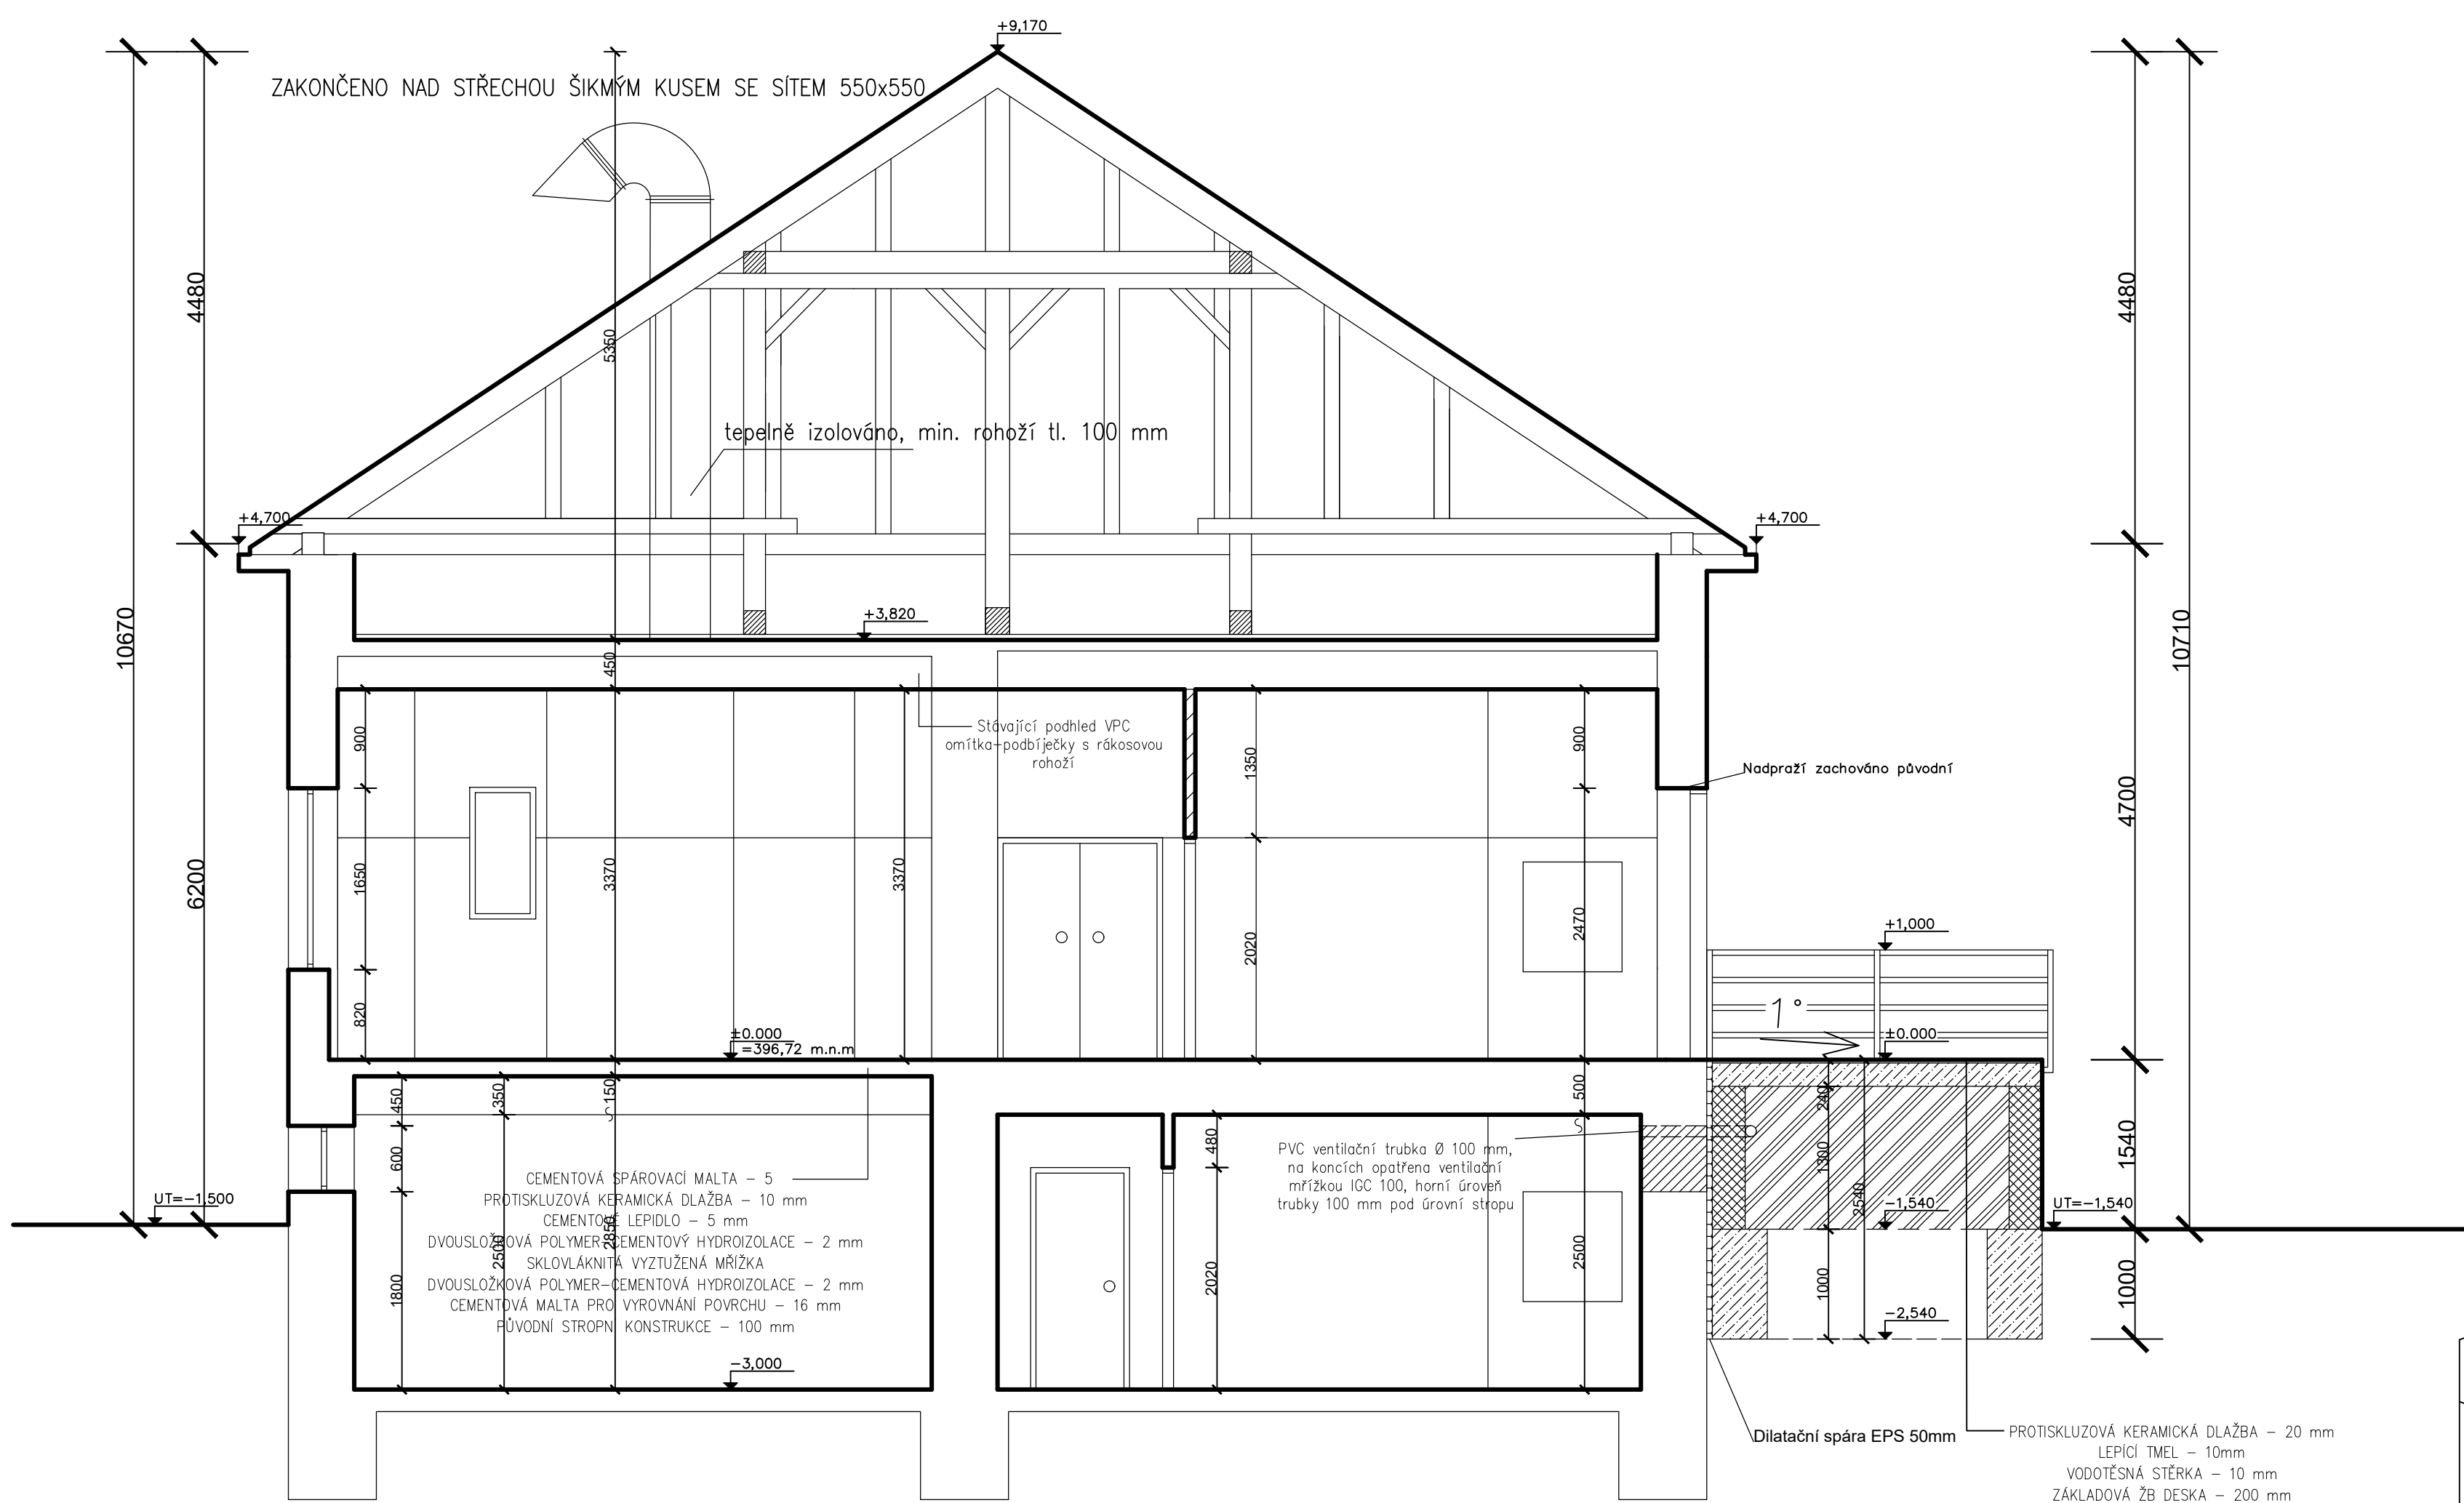 +9,170
ZAKONČENO NAD STŘECHOU ŠIKMÝM KUSEM SE SÍTEM 550x550
4480
4480
5350
tepelně izolováno, min. rohoží tl. 100 mm
+4,700
+4,700
10670
10710
+3,820
450
Stávající podhled VPC
omítka-podbíječky s rákosovou
rohoží
900
1350
900
Nadpraží zachováno původní
4700
6200
1650
3370
3370
2020
2470
+1,000
1°
820
±0.000
=396,72 m.n.m
±0.000
450
350
150
500
240
480
600
1300
1540
PVC ventilační trubka Ø 100 mm,
na koncích opatřena ventilační
mřížkou IGC 100, horní úroveň
trubky 100 mm pod úrovní stropu
CEMENTOVÁ SPÁROVACÍ MALTA – 5
PROTISKLUZOVÁ KERAMICKÁ DLAŽBA – 10 mm
CEMENTOVÉ LEPIDLO – 5 mm
DVOUSLOŽKOVÁ POLYMER-CEMENTOVÝ HYDROIZOLACE – 2 mm
SKLOVLÁKNITÁ VYZTUŽENÁ MŘÍŽKA
DVOUSLOŽKOVÁ POLYMER-CEMENTOVÁ HYDROIZOLACE – 2 mm
CEMENTOVÁ MALTA PRO VYROVNÁNÍ POVRCHU – 16 mm
PŮVODNÍ STROPNÍ KONSTRUKCE – 100 mm
UT=-1,500
2540
-1,540
UT=-1,540
1800
2500
2850
2020
2500
1000
1000
-2,540
-3,000
Dilatační spára EPS 50mm
PROTISKLUZOVÁ KERAMICKÁ DLAŽBA – 20 mm
LEPÍCÍ TMEL – 10mm
VODOTĚSNÁ STĚRKA – 10 mm
ZÁKLADOVÁ ŽB DESKA – 200 mm